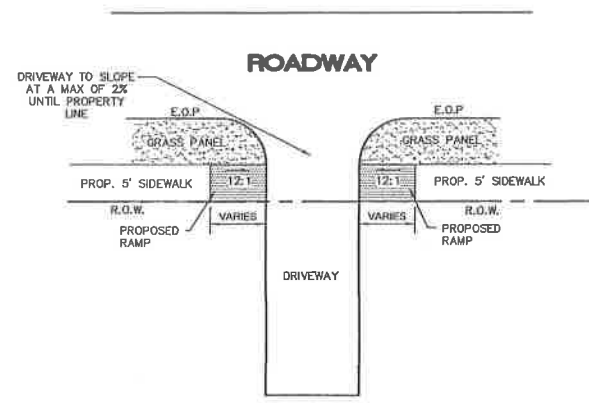 ROADWAY
DRIVEWAY TO SLOPE
AT A MAX OF 2%
UNTIL PROPERTY
LINE
E.O.P
E.O.P
GRASS PANEL
GRASS PANEL
PROP. 5' SIDEWALK
12:1
12:1
PROP. 5' SIDEWALK
R.O.W.
R.O.W.
PROPOSED
RAMP
VARIES
VARIES
PROPOSED
RAMP
DRIVEWAY